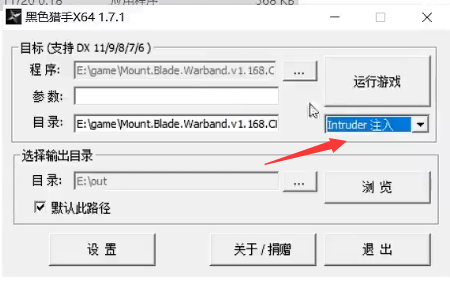 黑色猎手X64 1.7.1
目标(支持 DX 11/9/8/7/6 )
程 序: E:\game\Mount.Blade.Warband.v1.168.C ...
运行游戏
参数:
目录: E:\game\Mount.Blade.Warband.v1.168.Cl
Intruder 注入
选择输出目录
目 录: E:\out ... 浏 览
默认此路径
设 置 关于 / 捐赠 退 出